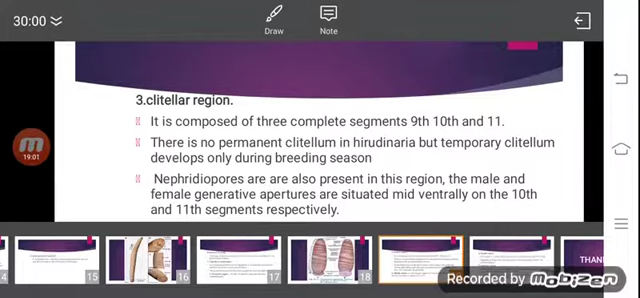 30:00
Draw
Note
3.clitellar region.
It is composed of three complete segments 9th 10th and 11.
There is no permanent clitellum in hirudinaria but temporary clitellum
develops only during breeding season
Nephridiopores are are also present in this region, the male and
female generative apertures are situated mid ventrally on the 10th
and 11th segments respectively.
19:01
15
16
17
18
THAN
Recorded by Mobizen